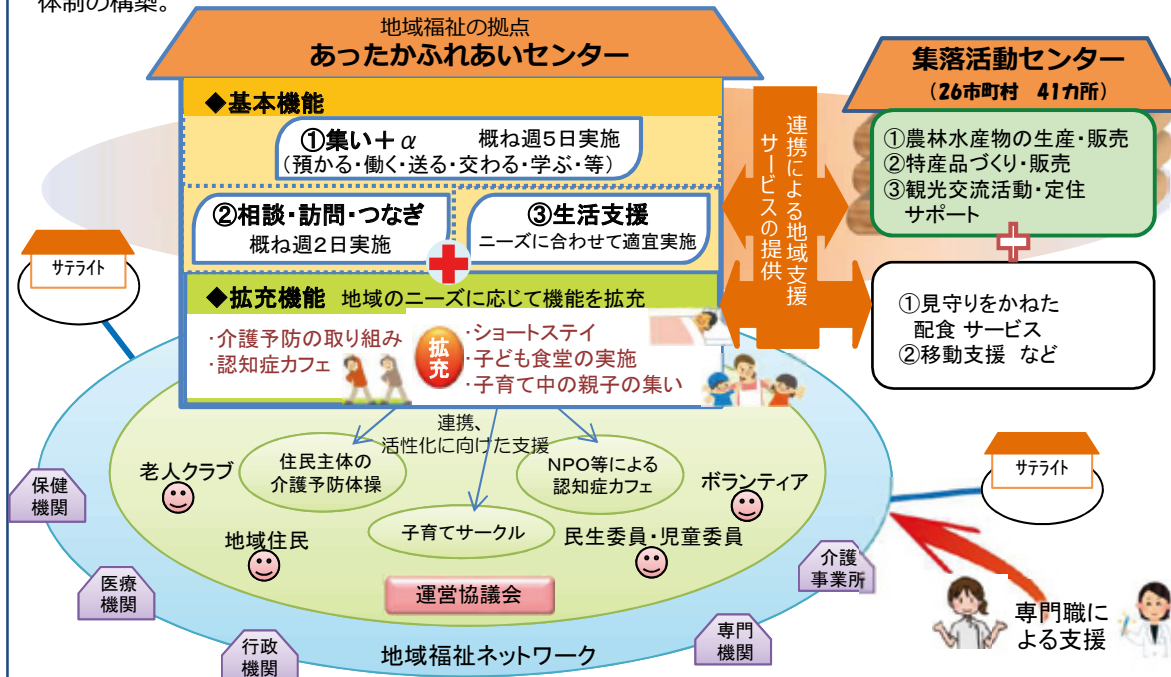 体制の構築。
地域福祉の拠点
あったかふれあいセンター
◆基本機能
①集い+α 概ね週5日実施
(預かる・働く・送る・交わる・学ぶ・等)
②相談・訪問・つなぎ
概ね週2日実施
③生活支援
ニーズに合わせて適宜実施
◆拡充機能 地域のニーズに応じて機能を拡充
・介護予防の取り組み
・認知症カフェ
拡充
・ショートステイ
・子ども食堂の実施
・子育て中の親子の集い
連携による地域支援
サービスの提供
集落活動センター
(26市町村 41カ所)
①農林水産物の生産・販売
②特産品づくり・販売
③観光交流活動・定住
サポート
①見守りをかねた
配食 サービス
②移動支援 など
サテライト
連携、
活性化に向けた支援
老人クラブ
住民主体の
介護予防体操
NPO等による
認知症カフェ
ボランティア
サテライト
地域住民
子育てサークル
民生委員・児童委員
運営協議会
地域福祉ネットワーク
保健
機関
医療
機関
行政
機関
専門
機関
介護
事業所
専門職に
よる支援